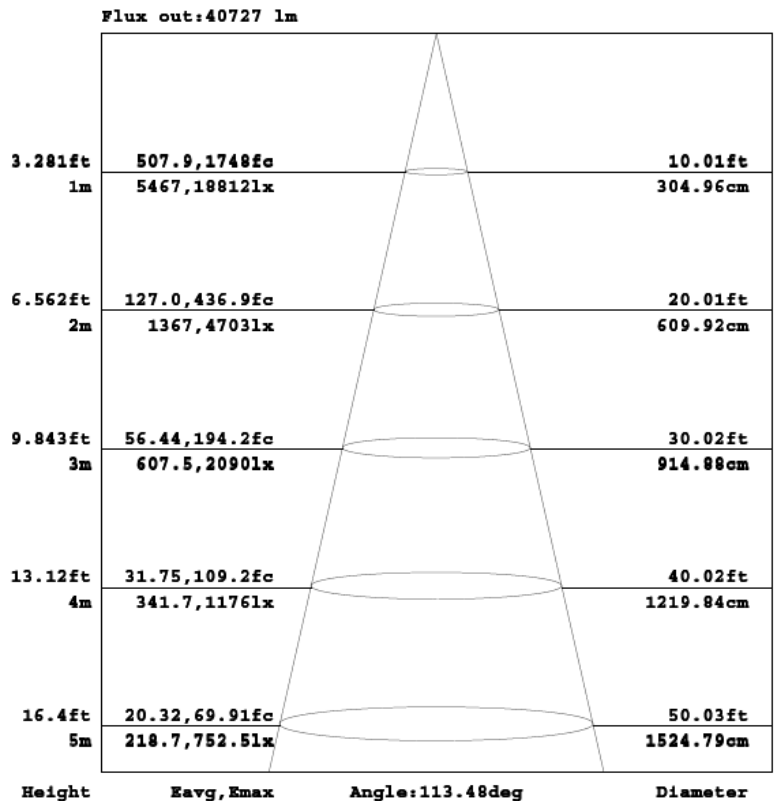 Flux out:40727 lm
3.281ft 507.9,1748fc 10.01ft
1m 5467,18812lx 304.96cm
6.562ft 127.0,436.9fc 20.01ft
2m 1367,4703lx 609.92cm
9.843ft 56.44,194.2fc 30.02ft
3m 607.5,2090lx 914.88cm
13.12ft 31.75,109.2fc 40.02ft
4m 341.7,1176lx 1219.84cm
16.4ft 20.32,69.91fc 50.03ft
5m 218.7,752.5lx 1524.79cm
Height Eavg,Emax Angle:113.48deg Diameter